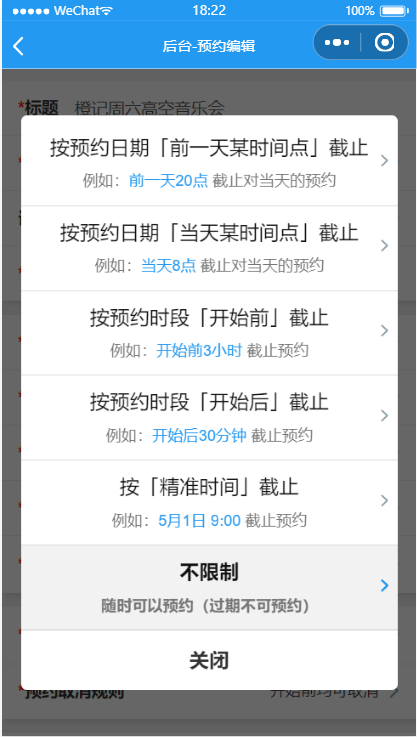 WeChat
18:22
100%
后台-预约编辑
*标题 橙记周六高空音乐会
按预约日期「前一天某时间点」截止
例如：前一天20点 截止对当天的预约
按预约日期「当天某时间点」截止
例如：当天8点 截止对当天的预约
按预约时段「开始前」截止
例如：开始前3小时 截止预约
按预约时段「开始后」截止
例如：开始后30分钟 截止预约
按「精准时间」截止
例如：5月1日 9:00 截止预约
不限制
随时可以预约（过期不可预约）
关闭
*预约取消规则 开始前均可取消